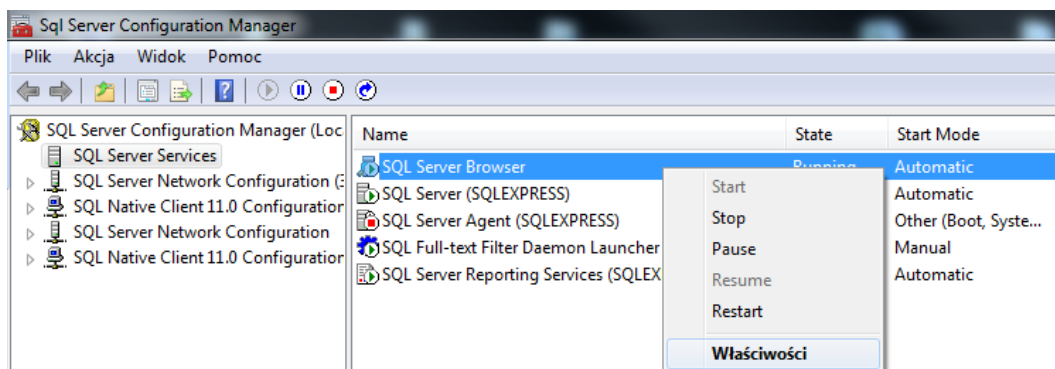 Sql Server Configuration Manager
Plik Akcja Widok Pomoc
SQL Server Configuration Manager (Loc
SQL Server Services
SQL Server Network Configuration (3
SQL Native Client 11.0 Configuration
SQL Server Network Configuration
SQL Native Client 11.0 Configuration
Name State Start Mode
SQL Server Browser Running Automatic
SQL Server (SQLEXPRESS) Automatic
SQL Server Agent (SQLEXPRESS) Other (Boot, Syste...
SQL Full-text Filter Daemon Launcher Manual
SQL Server Reporting Services (SQLEX Automatic
Start
Stop
Pause
Resume
Restart
Właściwości